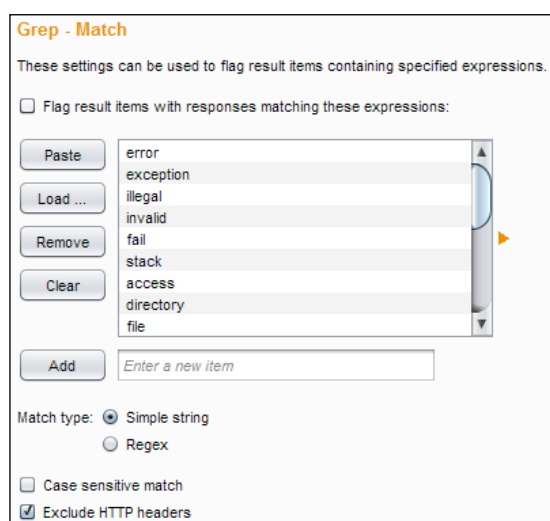 Grep - Match
These settings can be used to flag result items containing specified expressions.
Flag result items with responses matching these expressions:
Paste
error
exception
Load ...
illegal
invalid
Remove
fail
stack
Clear
access
directory
file
Add
Enter a new item
Match type: Simple string
Regex
Case sensitive match
Exclude HTTP headers